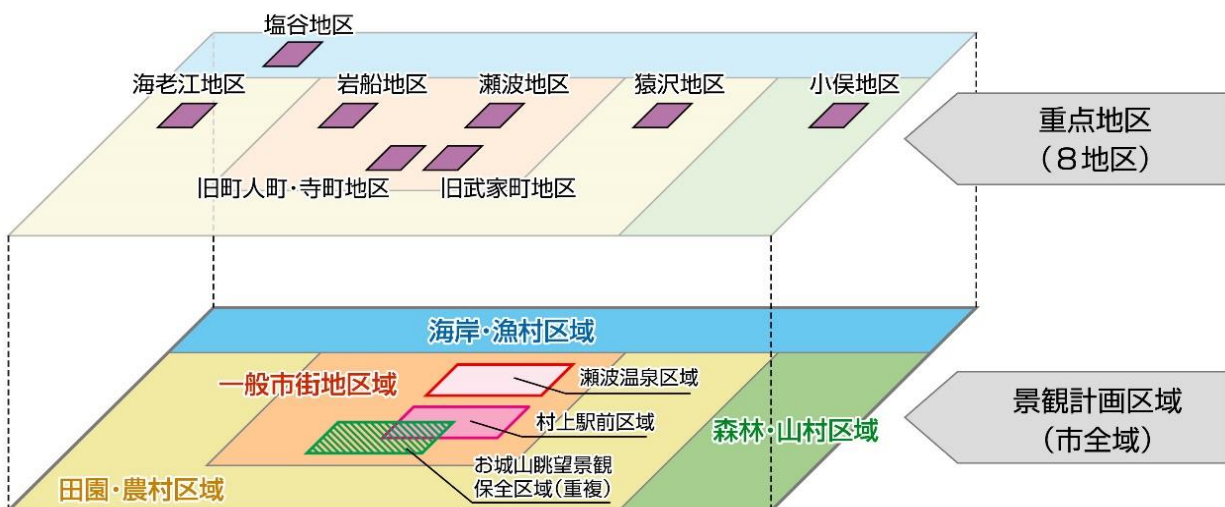 塩谷地区
海老江地区
岩船地区
瀬波地区
猿沢地区
小俣地区
旧町人町・寺町地区
旧武家町地区
重点地区
（８地区）
海岸・漁村区域
一般市街地区域
瀬波温泉区域
村上駅前区域
森林・山村区域
お城山眺望景観
保全区域（重複）
田園・農村区域
景観計画区域
（市全域）